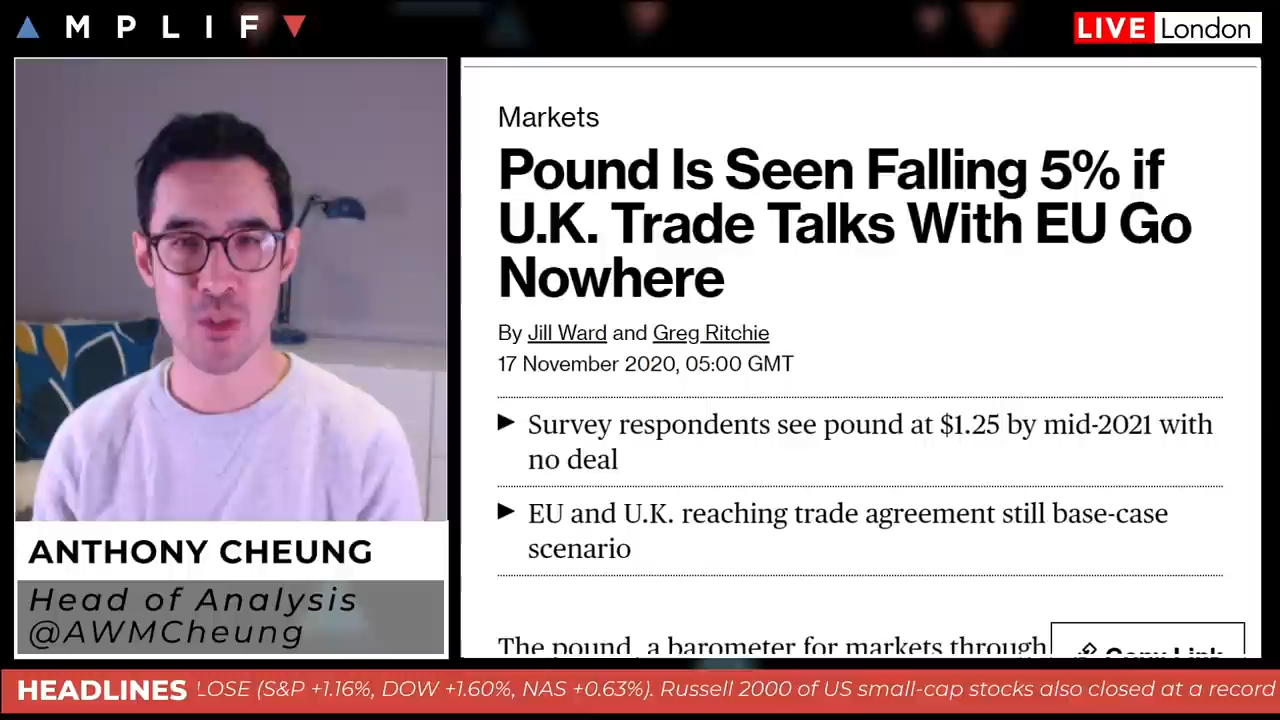 AMPLIFY
LIVE London
Markets
Pound Is Seen Falling 5% if
U.K. Trade Talks With EU Go
Nowhere
By Jill Ward and Greg Ritchie
17 November 2020, 05:00 GMT
Survey respondents see pound at $1.25 by mid-2021 with
no deal
EU and U.K. reaching trade agreement still base-case
scenario
The pound, a barometer for markets through
Copy Link
ANTHONY CHEUNG
Head of Analysis
@AWMCheung
HEADLINES LOSE (S&P +1.16%, DOW +1.60%, NAS +0.63%). Russell 2000 of US small-cap stocks also closed at a record